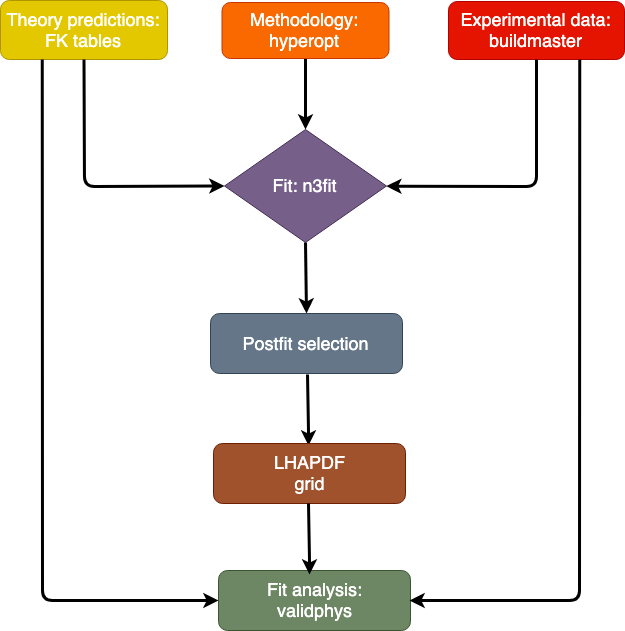 Theory predictions:
FK tables
Methodology:
hyperopt
Experimental data:
buildmaster
Fit: n3fit
Postfit selection
LHAPDF
grid
Fit analysis:
validphys